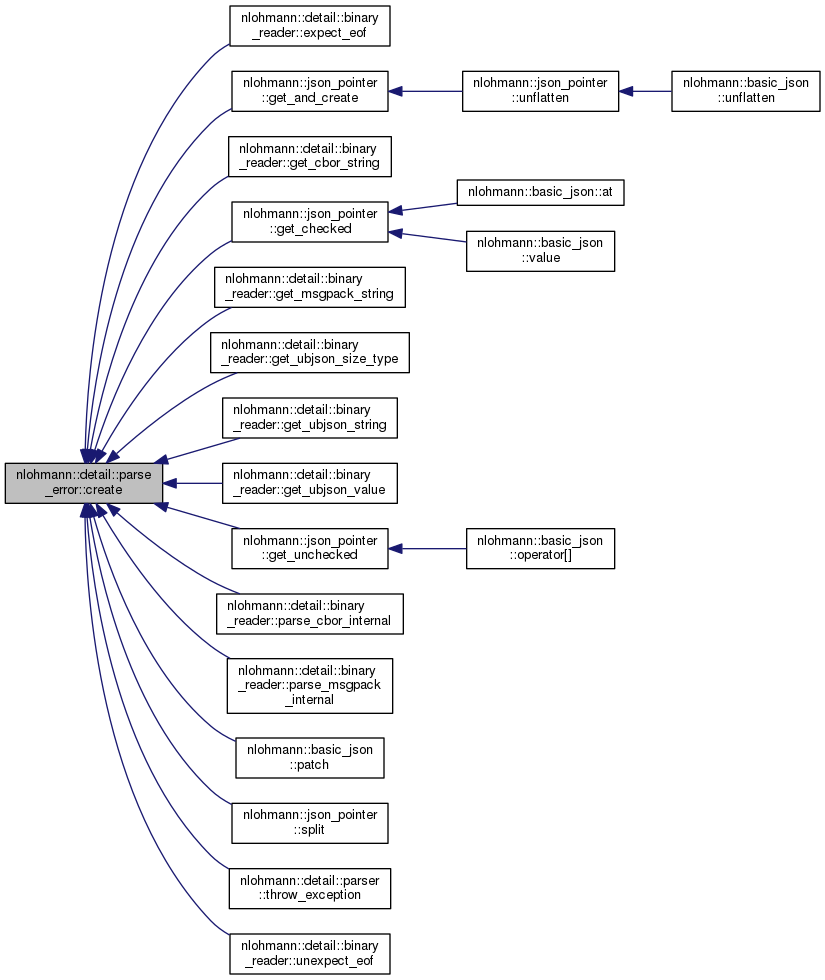 nlohmann::detail::binary
_reader::expect_eof
nlohmann::json_pointer
::get_and_create
nlohmann::json_pointer
::unflatten
nlohmann::basic_json
::unflatten
nlohmann::detail::binary
_reader::get_cbor_string
nlohmann::json_pointer
::get_checked
nlohmann::basic_json::at
nlohmann::basic_json
::value
nlohmann::detail::binary
_reader::get_msgpack_string
nlohmann::detail::binary
_reader::get_ubjson_size_type
nlohmann::detail::binary
_reader::get_ubjson_string
nlohmann::detail::parse
_error::create
nlohmann::detail::binary
_reader::get_ubjson_value
nlohmann::json_pointer
::get_unchecked
nlohmann::basic_json
::operator[]
nlohmann::detail::binary
_reader::parse_cbor_internal
nlohmann::detail::binary
_reader::parse_msgpack
_internal
nlohmann::basic_json
::patch
nlohmann::json_pointer
::split
nlohmann::detail::parser
::throw_exception
nlohmann::detail::binary
_reader::unexpect_eof